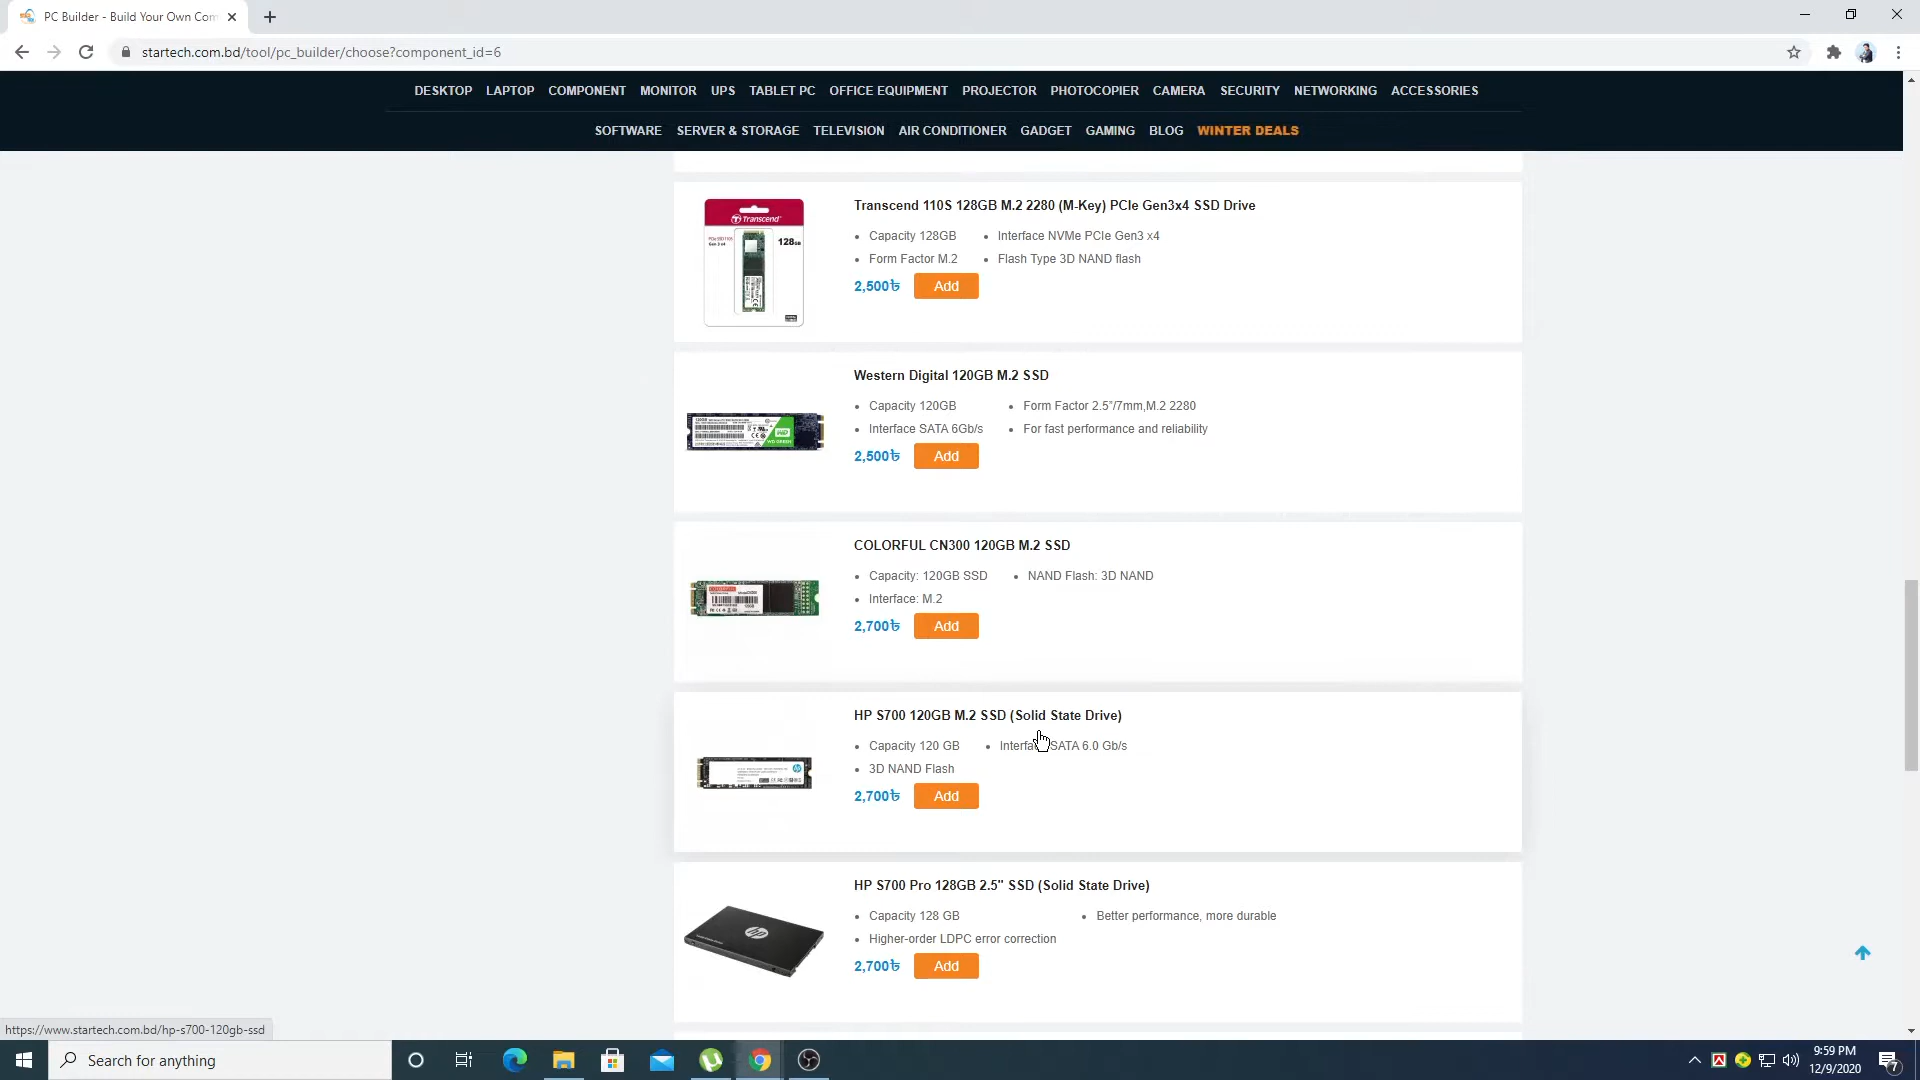 PC Builder - Build Your Own Com
startech.com.bd/tool/pc_builder/choose?component_id=6
DESKTOP LAPTOP COMPONENT MONITOR UPS TABLET PC OFFICE EQUIPMENT PROJECTOR PHOTOCOPIER CAMERA SECURITY NETWORKING ACCESSORIES
SOFTWARE SERVER & STORAGE TELEVISION AIR CONDITIONER GADGET GAMING BLOG WINTER DEALS
Transcend 110S 128GB M.2 2280 (M-Key) PCIe Gen3x4 SSD Drive
Transcend
128GB
Capacity 128GB Interface NVMe PCIe Gen3 x4
Form Factor M.2 Flash Type 3D NAND flash
2,500৳ Add
Western Digital 120GB M.2 SSD
Capacity 120GB Form Factor 2.5”/7mm,M.2 2280
Interface SATA 6Gb/s For fast performance and reliability
2,500৳ Add
COLORFUL CN300 120GB M.2 SSD
Capacity: 120GB SSD NAND Flash: 3D NAND
Interface: M.2
2,700৳ Add
HP S700 120GB M.2 SSD (Solid State Drive)
Capacity 120 GB SATA 6.0 Gb/s
3D NAND Flash
2,700৳ Add
HP S700 Pro 128GB 2.5" SSD (Solid State Drive)
Capacity 128 GB Better performance, more durable
Higher-order LDPC error correction
2,700৳ Add
https://www.startech.com.bd/hp-s700-120gb-ssd
Search for anything
9:59 PM
12/9/2020
7